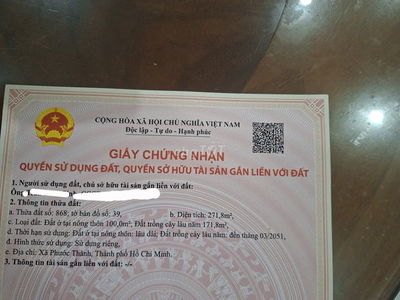 CỘNG HÒA XÃ HỘI CHỦ NGHĨA VIỆT NAM
Độc lập - Tự do - Hạnh phúc
GIẤY CHỨNG NHẬN
QUYỀN SỬ DỤNG ĐẤT, QUYỀN SỞ HỮU TÀI SẢN GẮN LIỀN VỚI ĐẤT
1. Người sử dụng đất, chủ sở hữu tài sản gắn liền với đất:
Ông
2. Thông tin thửa đất:
a. Thửa đất số: 868; tờ bản đồ số: 39, b. Diện tích: 271,8m²,
c. Loại đất: Đất ở tại nông thôn 100,0m²; Đất trồng cây lâu năm 171,8m²,
d. Thời hạn sử dụng: Đất ở tại nông thôn: lâu dài; Đất trồng cây lâu năm: đến tháng 03/2051,
đ. Hình thức sử dụng: Sử dụng riêng,
e. Địa chỉ: Xã Phước Thành, Thành phố Hồ Chí Minh.
3. Thông tin tài sản gắn liền với đất: -/-